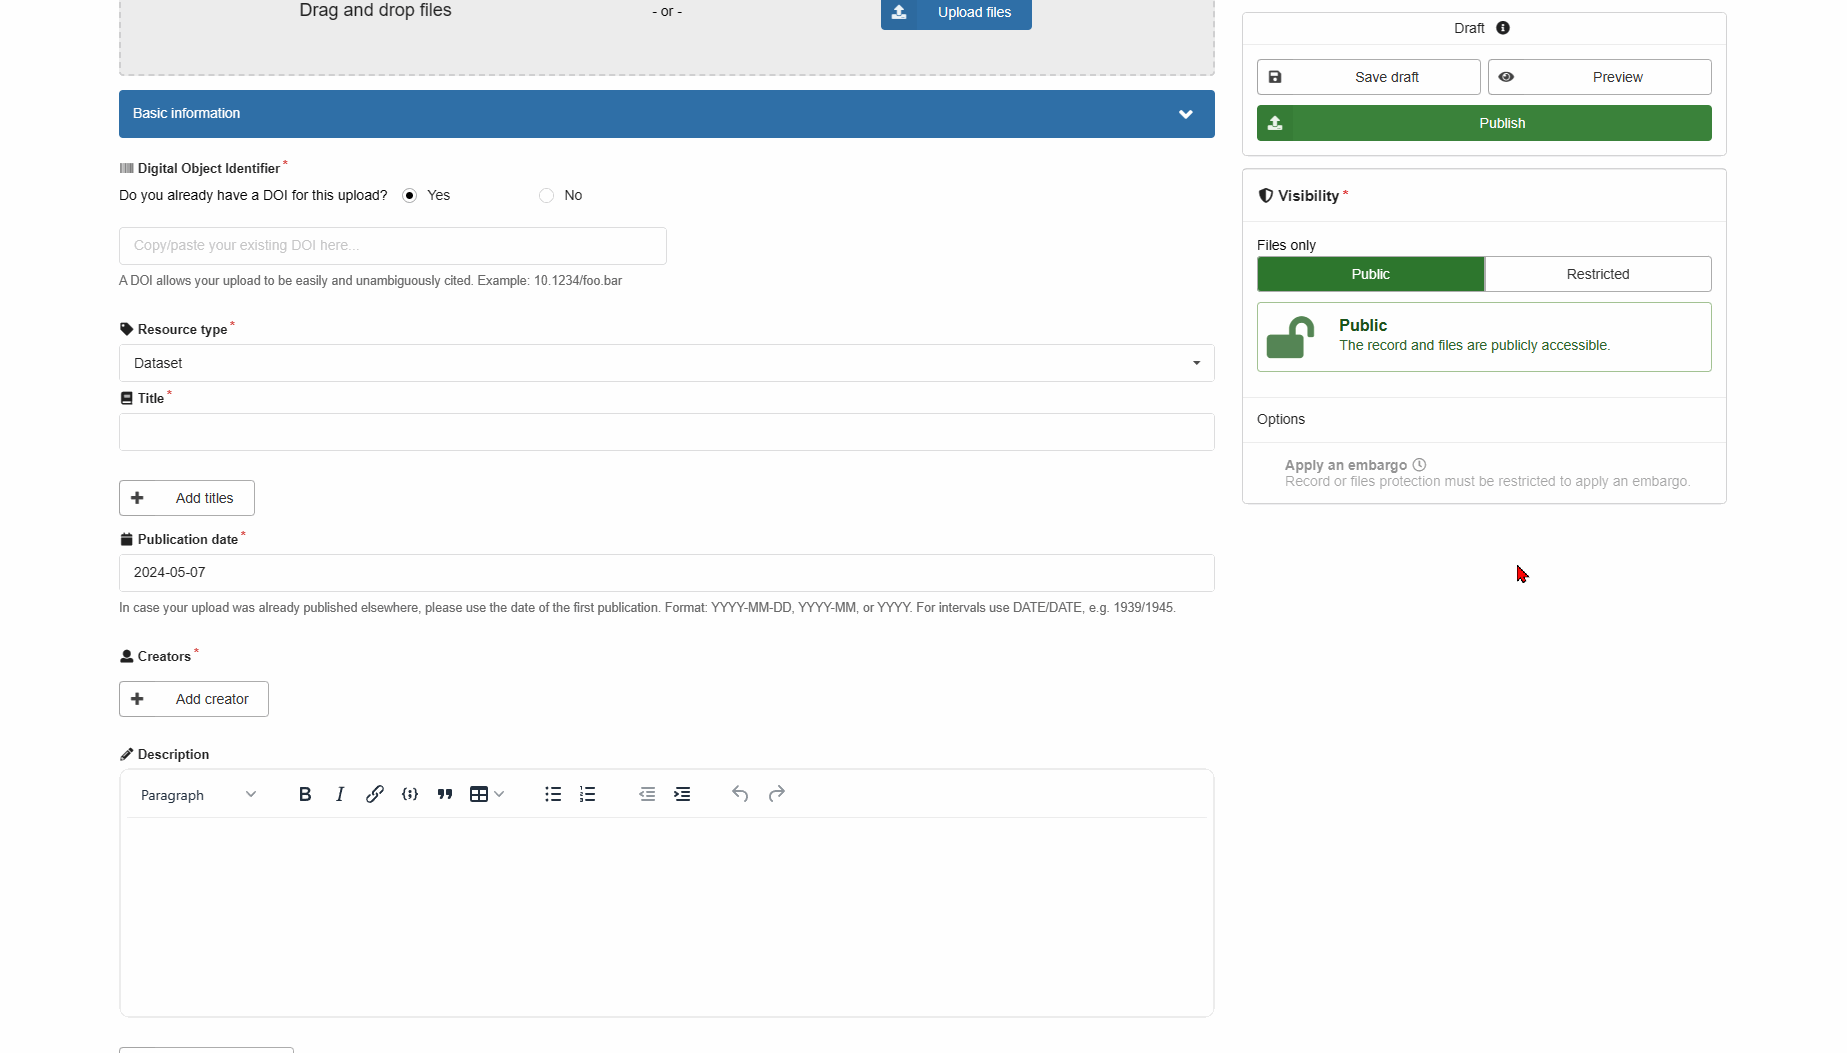 Drag and drop files
- or -
Upload files
Basic information
Digital Object Identifier*
Do you already have a DOI for this upload? Yes No
Copy/paste your existing DOI here...
A DOI allows your upload to be easily and unambiguously cited. Example: 10.1234/foo.bar
Resource type*
Dataset
Title*
Add titles
Publication date*
2024-05-07
In case your upload was already published elsewhere, please use the date of the first publication. Format: YYYY-MM-DD, YYYY-MM, or YYYY. For intervals use DATE/DATE, e.g. 1939/1945.
Creators*
Add creator
Description
Paragraph
Draft
Save draft
Preview
Publish
Visibility*
Files only
Public
Restricted
Public
The record and files are publicly accessible.
Options
Apply an embargo
Record or files protection must be restricted to apply an embargo.